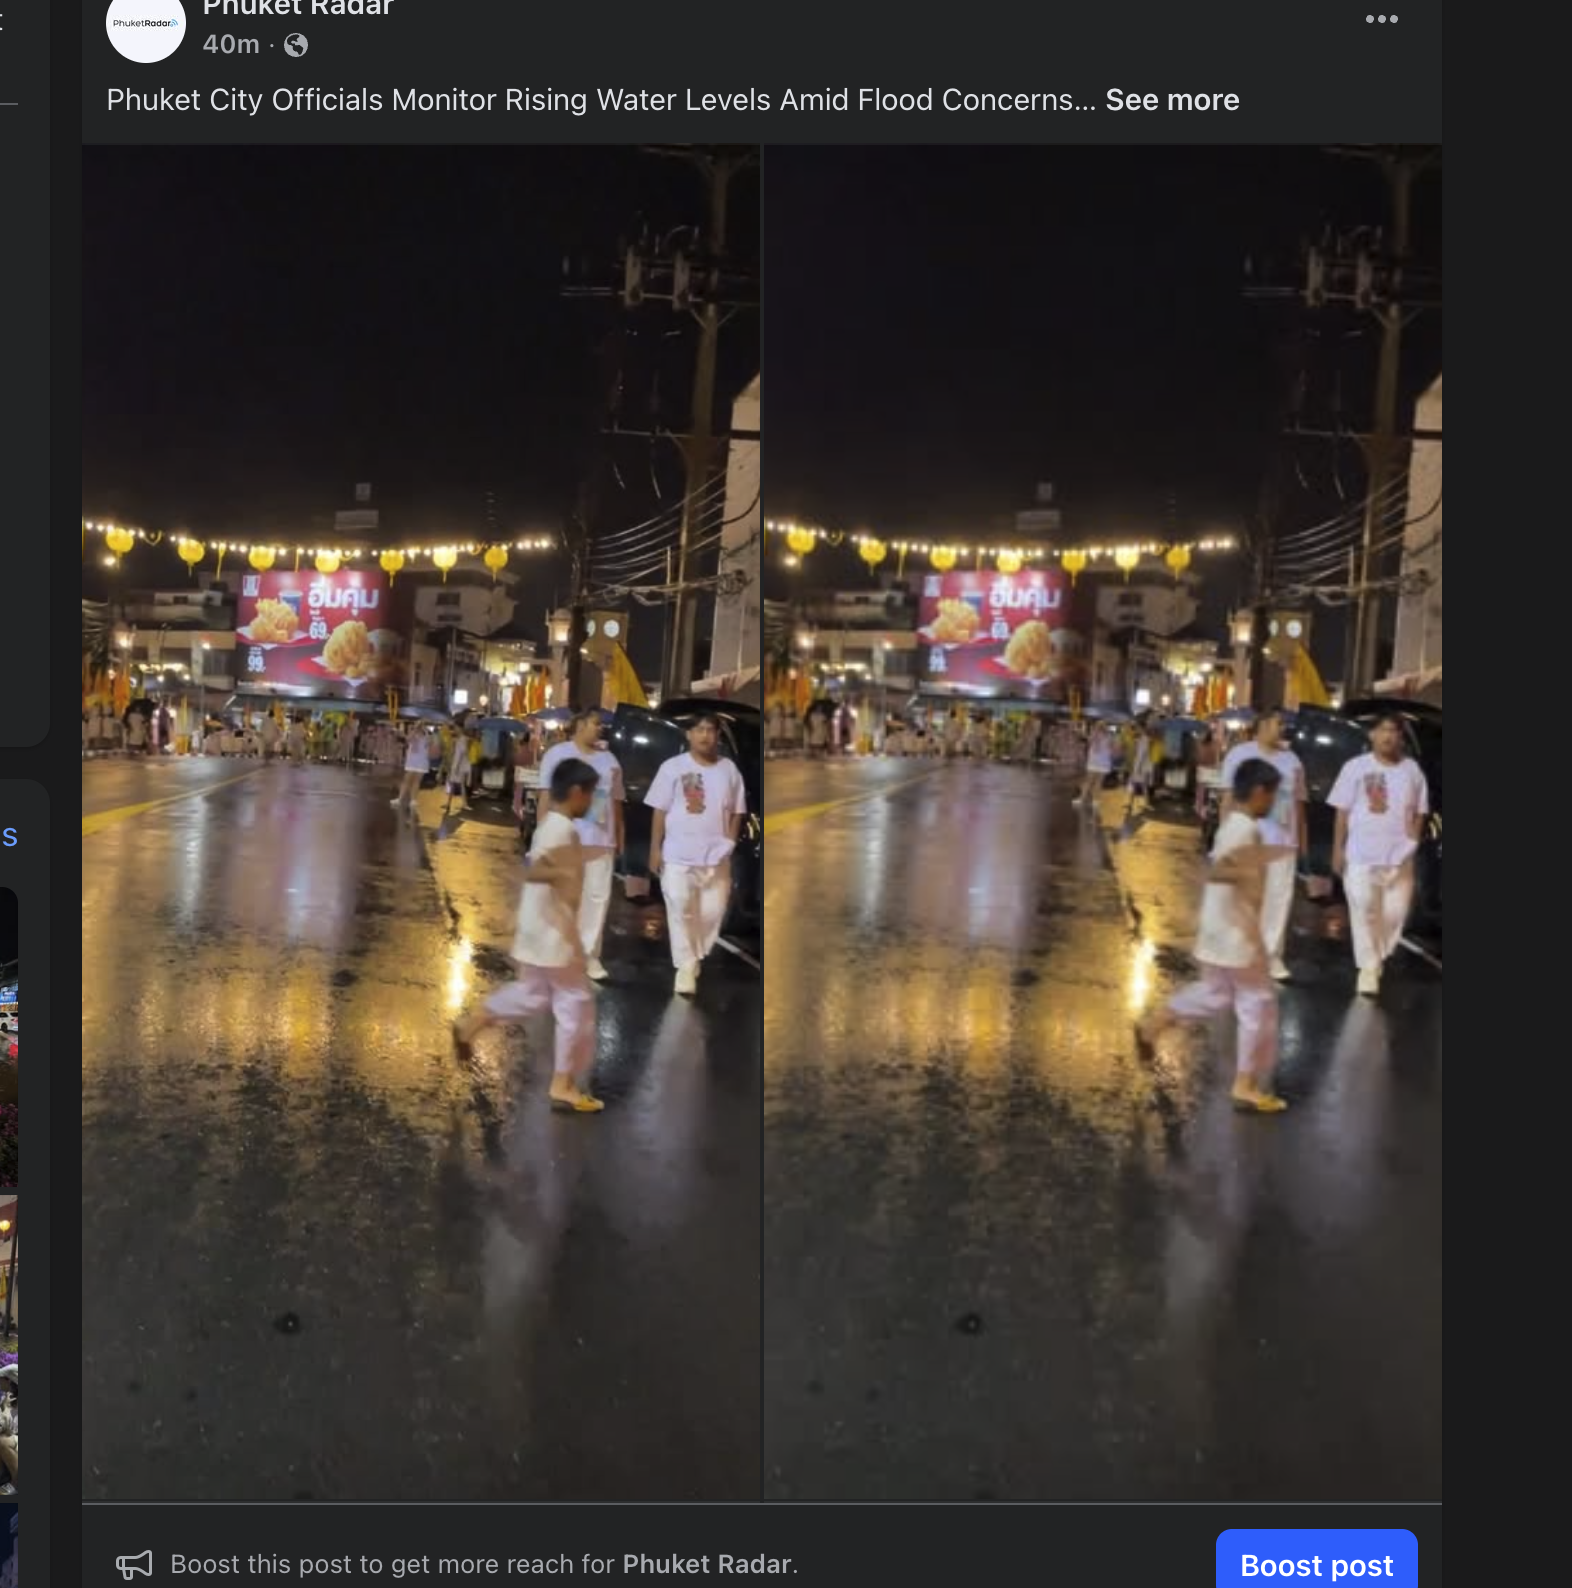 PhuketRadar
Phuket Radar
40m ·
Phuket City Officials Monitor Rising Water Levels Amid Flood Concerns... See more
ฮัมคุ่ม
69.-
99.-
ฮัมคุ่ม
69.-
99.-
s
Boost this post to get more reach for Phuket Radar.
Boost post